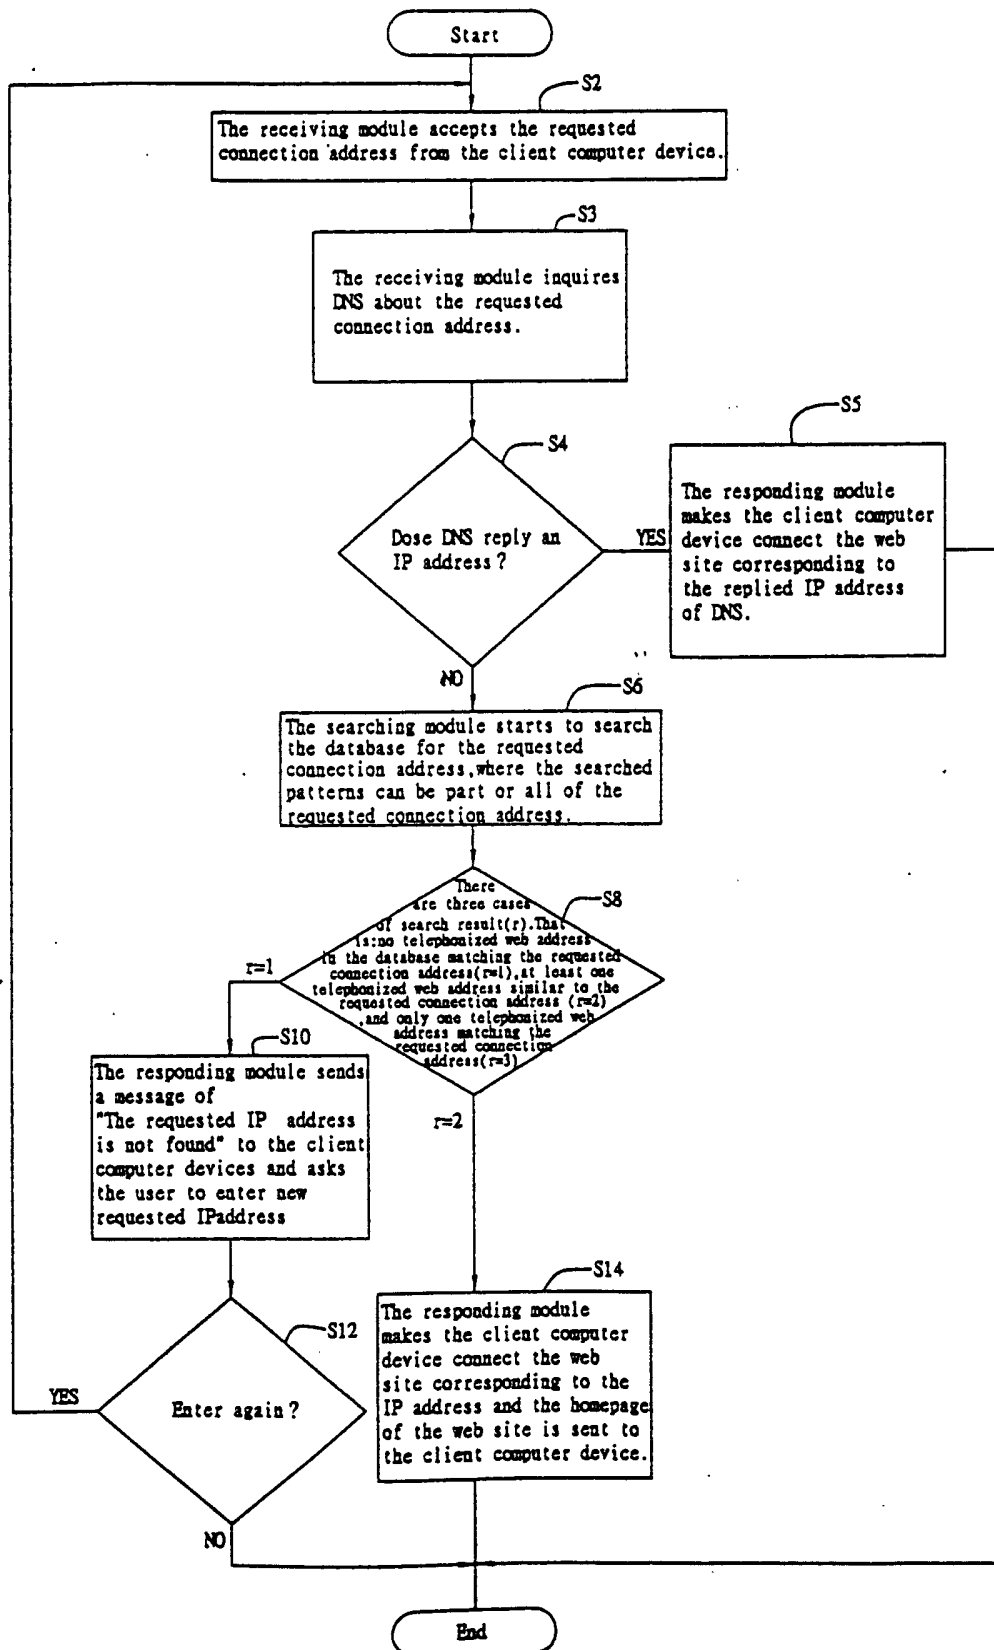 Start
S2
The receiving module accepts the requested
connection address from the client computer device.
S3
The receiving module inquires
DNS about the requested
connection address.
S4
Dose DNS reply an
IP address?
YES
S5
The responding module
makes the client computer
device connect the web
site corresponding to
the replied IP address
of DNS.
NO
S6
The searching module starts to search
the database for the requested
connection address,where the searched
patterns can be part or all of the
requested connection address.
S8
There
are three cases
of search result(r).That
is:no telephonized web address
in the database matching the requested
connection address(r=1),at least one
telephonized web address similar to the
requested connection address (r=2)
,and only one telephonized web
address matching the
requested connection
address(r=3)
r=1
S10
The responding module sends
a message of
"The requested IP address
is not found" to the client
computer devices and asks
the user to enter new
requested IPaddress
r=2
S12
Enter again?
YES
NO
S14
The responding module
makes the client computer
device connect the web
site corresponding to the
IP address and the homepage
of the web site is sent to
the client computer device.
End